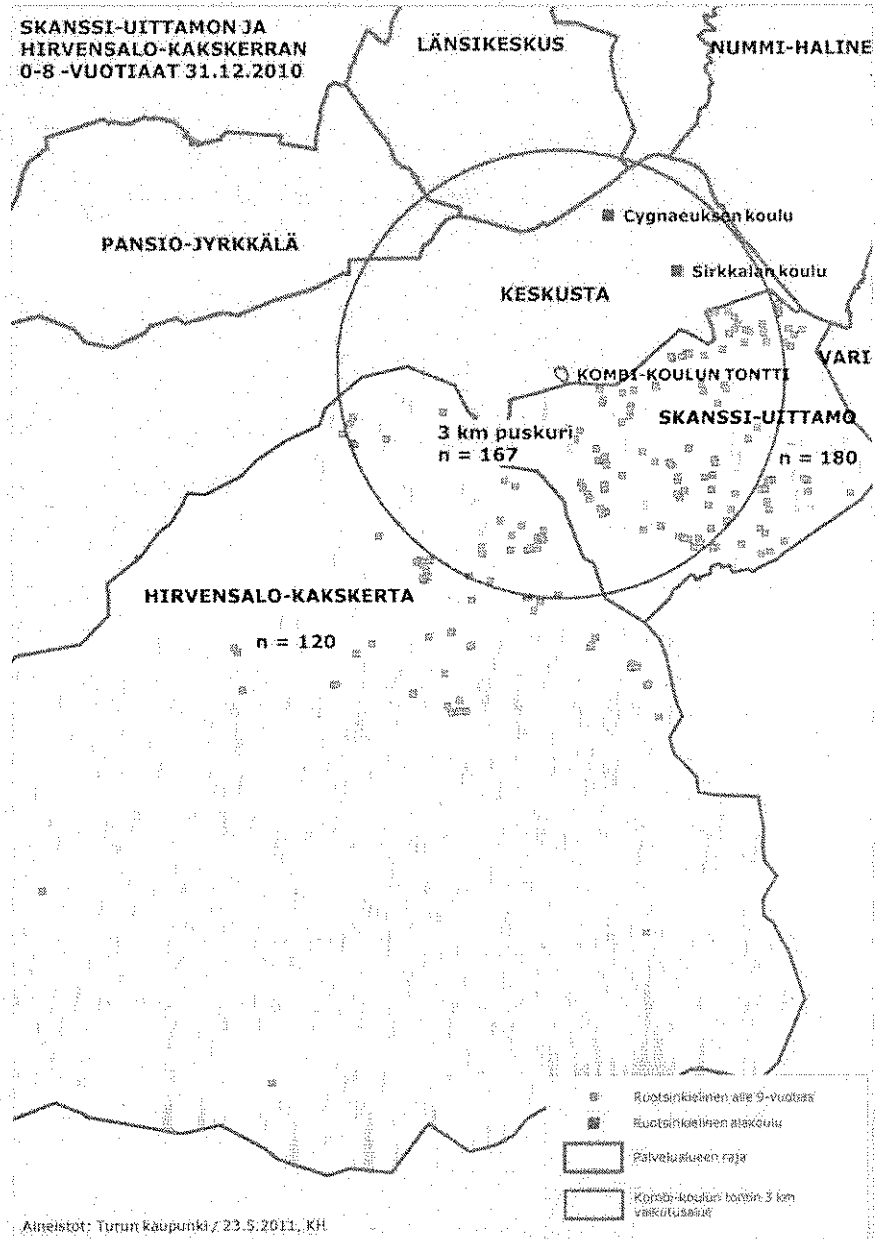 SKANSSI-UITTAMON JA
HIRVENSALO-KAKSKERRAN
0-8 -VUOTIAAT 31.12.2010
LÄNSIKESKUS
NUMMI-HALINE
Cygnaeuksen koulu
PANSIO-JYRKKÄLÄ
Sirkkalan koulu
KESKUSTA
VARI
KOMBI-KOULUN TONTTI
SKANSSI-UITTAMO
3 km puskuri
n = 167
n = 180
HIRVENSALO-KAKSKERTA
n = 120
Ruotsinkielinen alle 9-vuotias
Ruotsinkielinen alakoulu
Palvelualueen raja
Kombi-koulun tontin 3 km
vaikutusalue
Aineistot: Turun kaupunki / 23.5.2011, KH